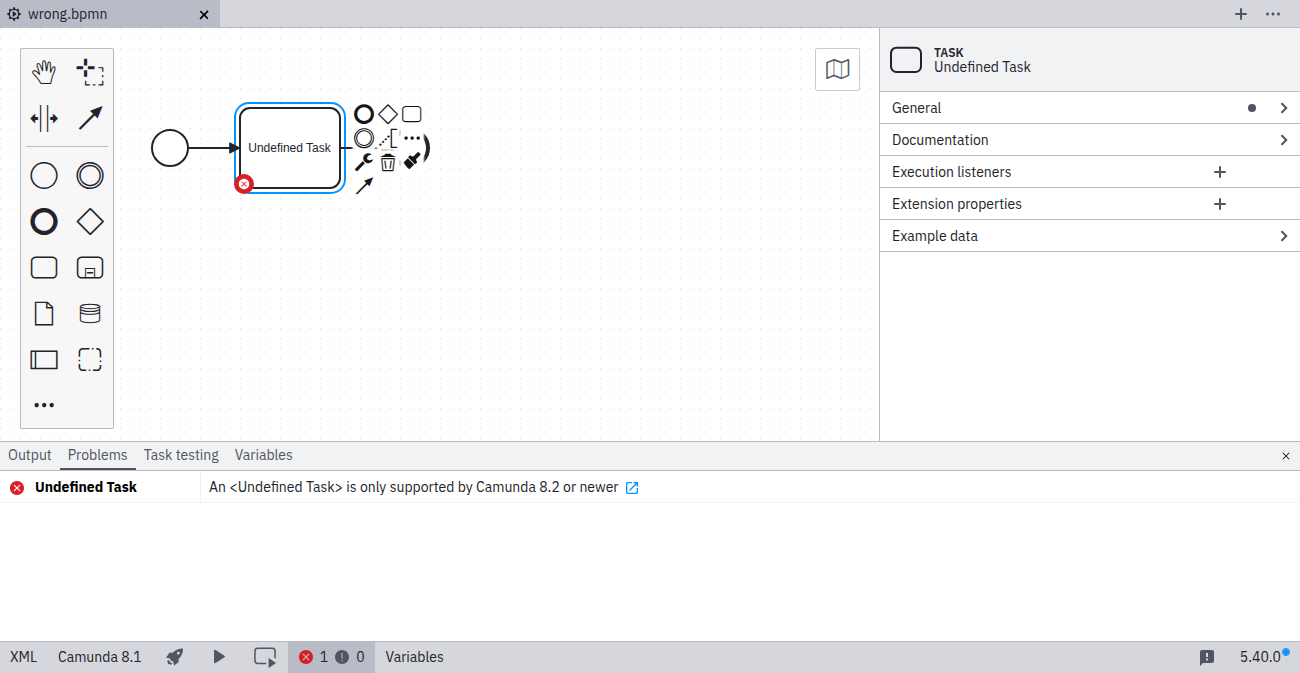 wrong.bpmn
TASK
Undefined Task
General
Documentation
Execution listeners
Extension properties
Example data
Undefined Task
Output Problems Task testing Variables
Undefined Task An <Undefined Task> is only supported by Camunda 8.2 or newer
XML Camunda 8.1 1 0 Variables 5.40.0